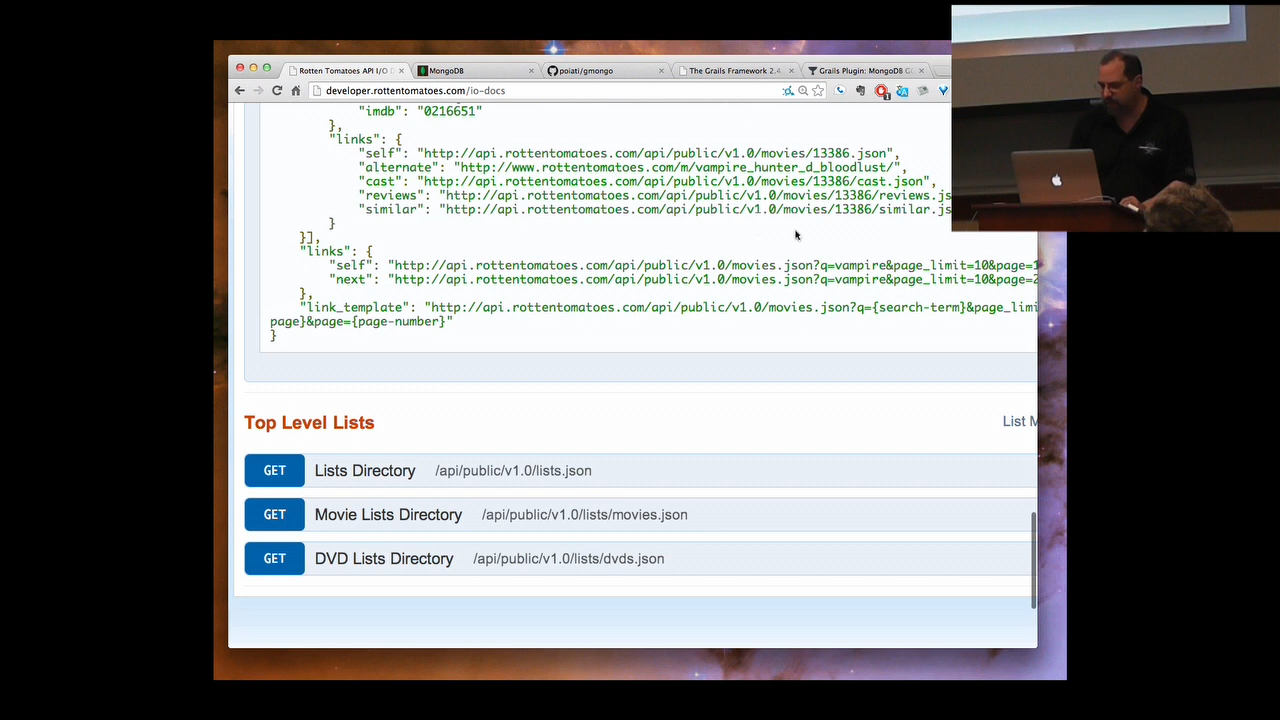 Rotten Tomatoes API I/O D
MongoDB
poiati/gmongo
The Grails Framework 2.4
Grails Plugin: MongoDB G
developer.rottentomatoes.com/io-docs
"imdb": "0216651"
},
"links": {
"self": "http://api.rottentomatoes.com/api/public/v1.0/movies/13386.json",
"alternate": "http://www.rottentomatoes.com/m/vampire_hunter_d_bloodlust/",
"cast": "http://api.rottentomatoes.com/api/public/v1.0/movies/13386/cast.json",
"reviews": "http://api.rottentomatoes.com/api/public/v1.0/movies/13386/reviews.js
"similar": "http://api.rottentomatoes.com/api/public/v1.0/movies/13386/similar.js
}
}],
"links": {
"self": "http://api.rottentomatoes.com/api/public/v1.0/movies.json?q=vampire&page_limit=10&page=1
"next": "http://api.rottentomatoes.com/api/public/v1.0/movies.json?q=vampire&page_limit=10&page=2
},
"link_template": "http://api.rottentomatoes.com/api/public/v1.0/movies.json?q={search-term}&page_limi
page}&page={page-number}"
}
Top Level Lists
List M
GET Lists Directory /api/public/v1.0/lists.json
GET Movie Lists Directory /api/public/v1.0/lists/movies.json
GET DVD Lists Directory /api/public/v1.0/lists/dvds.json